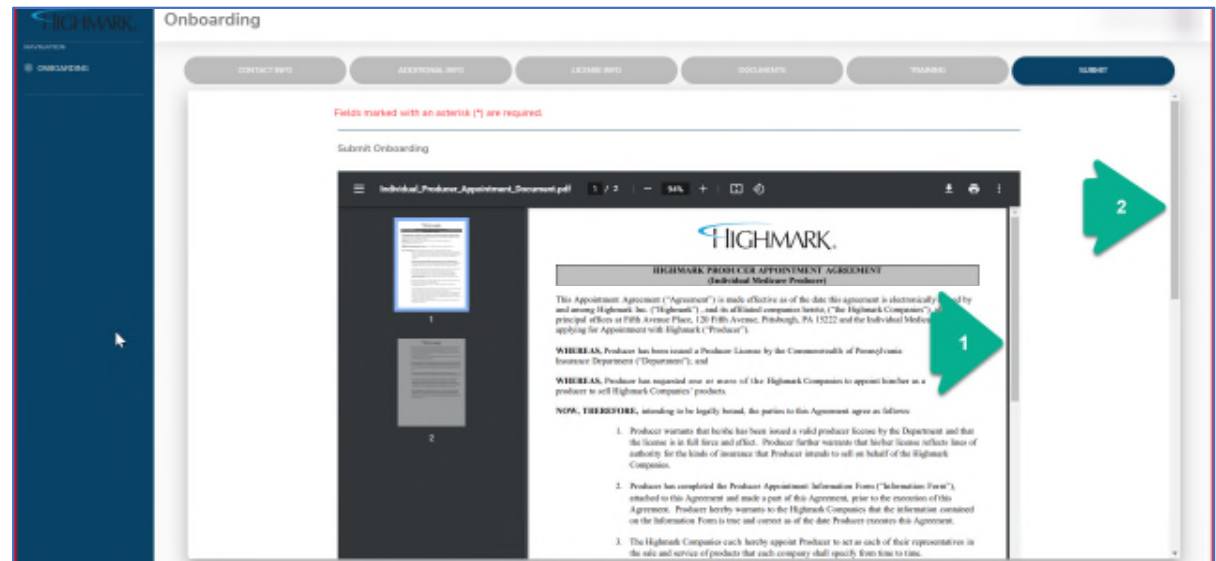 HIGHMARK.
Onboarding
NAVIGATION
ONBOARDING
CONTACT INFO
ADDITIONAL INFO
LICENSE INFO
DOCUMENTS
TRAINING
SUBMIT
Fields marked with an asterisk (*) are required.
Submit Onboarding
Individual_Producer_Appointment_Document.pdf
1 / 2
94%
HIGHMARK.
HIGHMARK PRODUCER APPOINTMENT AGREEMENT
(Individual Medicare Producer)
This Appointment Agreement ("Agreement") is made effective as of the date this agreement is electronically by
and among Highmark Inc. ("Highmark"), and its affiliated companies hereto, ("the Highmark Companies"),
principal offices at Fifth Avenue Place, 120 Fifth Avenue, Pittsburgh, PA 15222 and the Individual
applying for Appointment with Highmark ("Producer").
WHEREAS, Producer has been issued a Producer License by the Commonwealth of Pennsylvania
Insurance Department ("Department"); and
WHEREAS, Producer has requested one or more of the Highmark Companies to appoint him/her as a
producer to sell Highmark Companies' products.
NOW, THEREFORE, intending to be legally bound, the parties to this Agreement agree as follows:
1. Producer warrants that he/she has been issued a valid producer license by the Department and that
the license is in full force and effect. Producer further warrants that his/her license reflects lines of
authority for the kinds of insurance that Producer intends to sell on behalf of the Highmark
Companies.
2. Producer has completed the Producer Appointment Information Form ("Information Form"),
attached to this Agreement and made a part of this Agreement, prior to the execution of this
Agreement. Producer hereby warrants to the Highmark Companies that the information contained
on the Information Form is true and correct as of the date Producer executes this Agreement.
3. The Highmark Companies each hereby appoint Producer to act as each of their representatives in
the sale and service of products that each company shall specify from time to time.
1
2
1
2